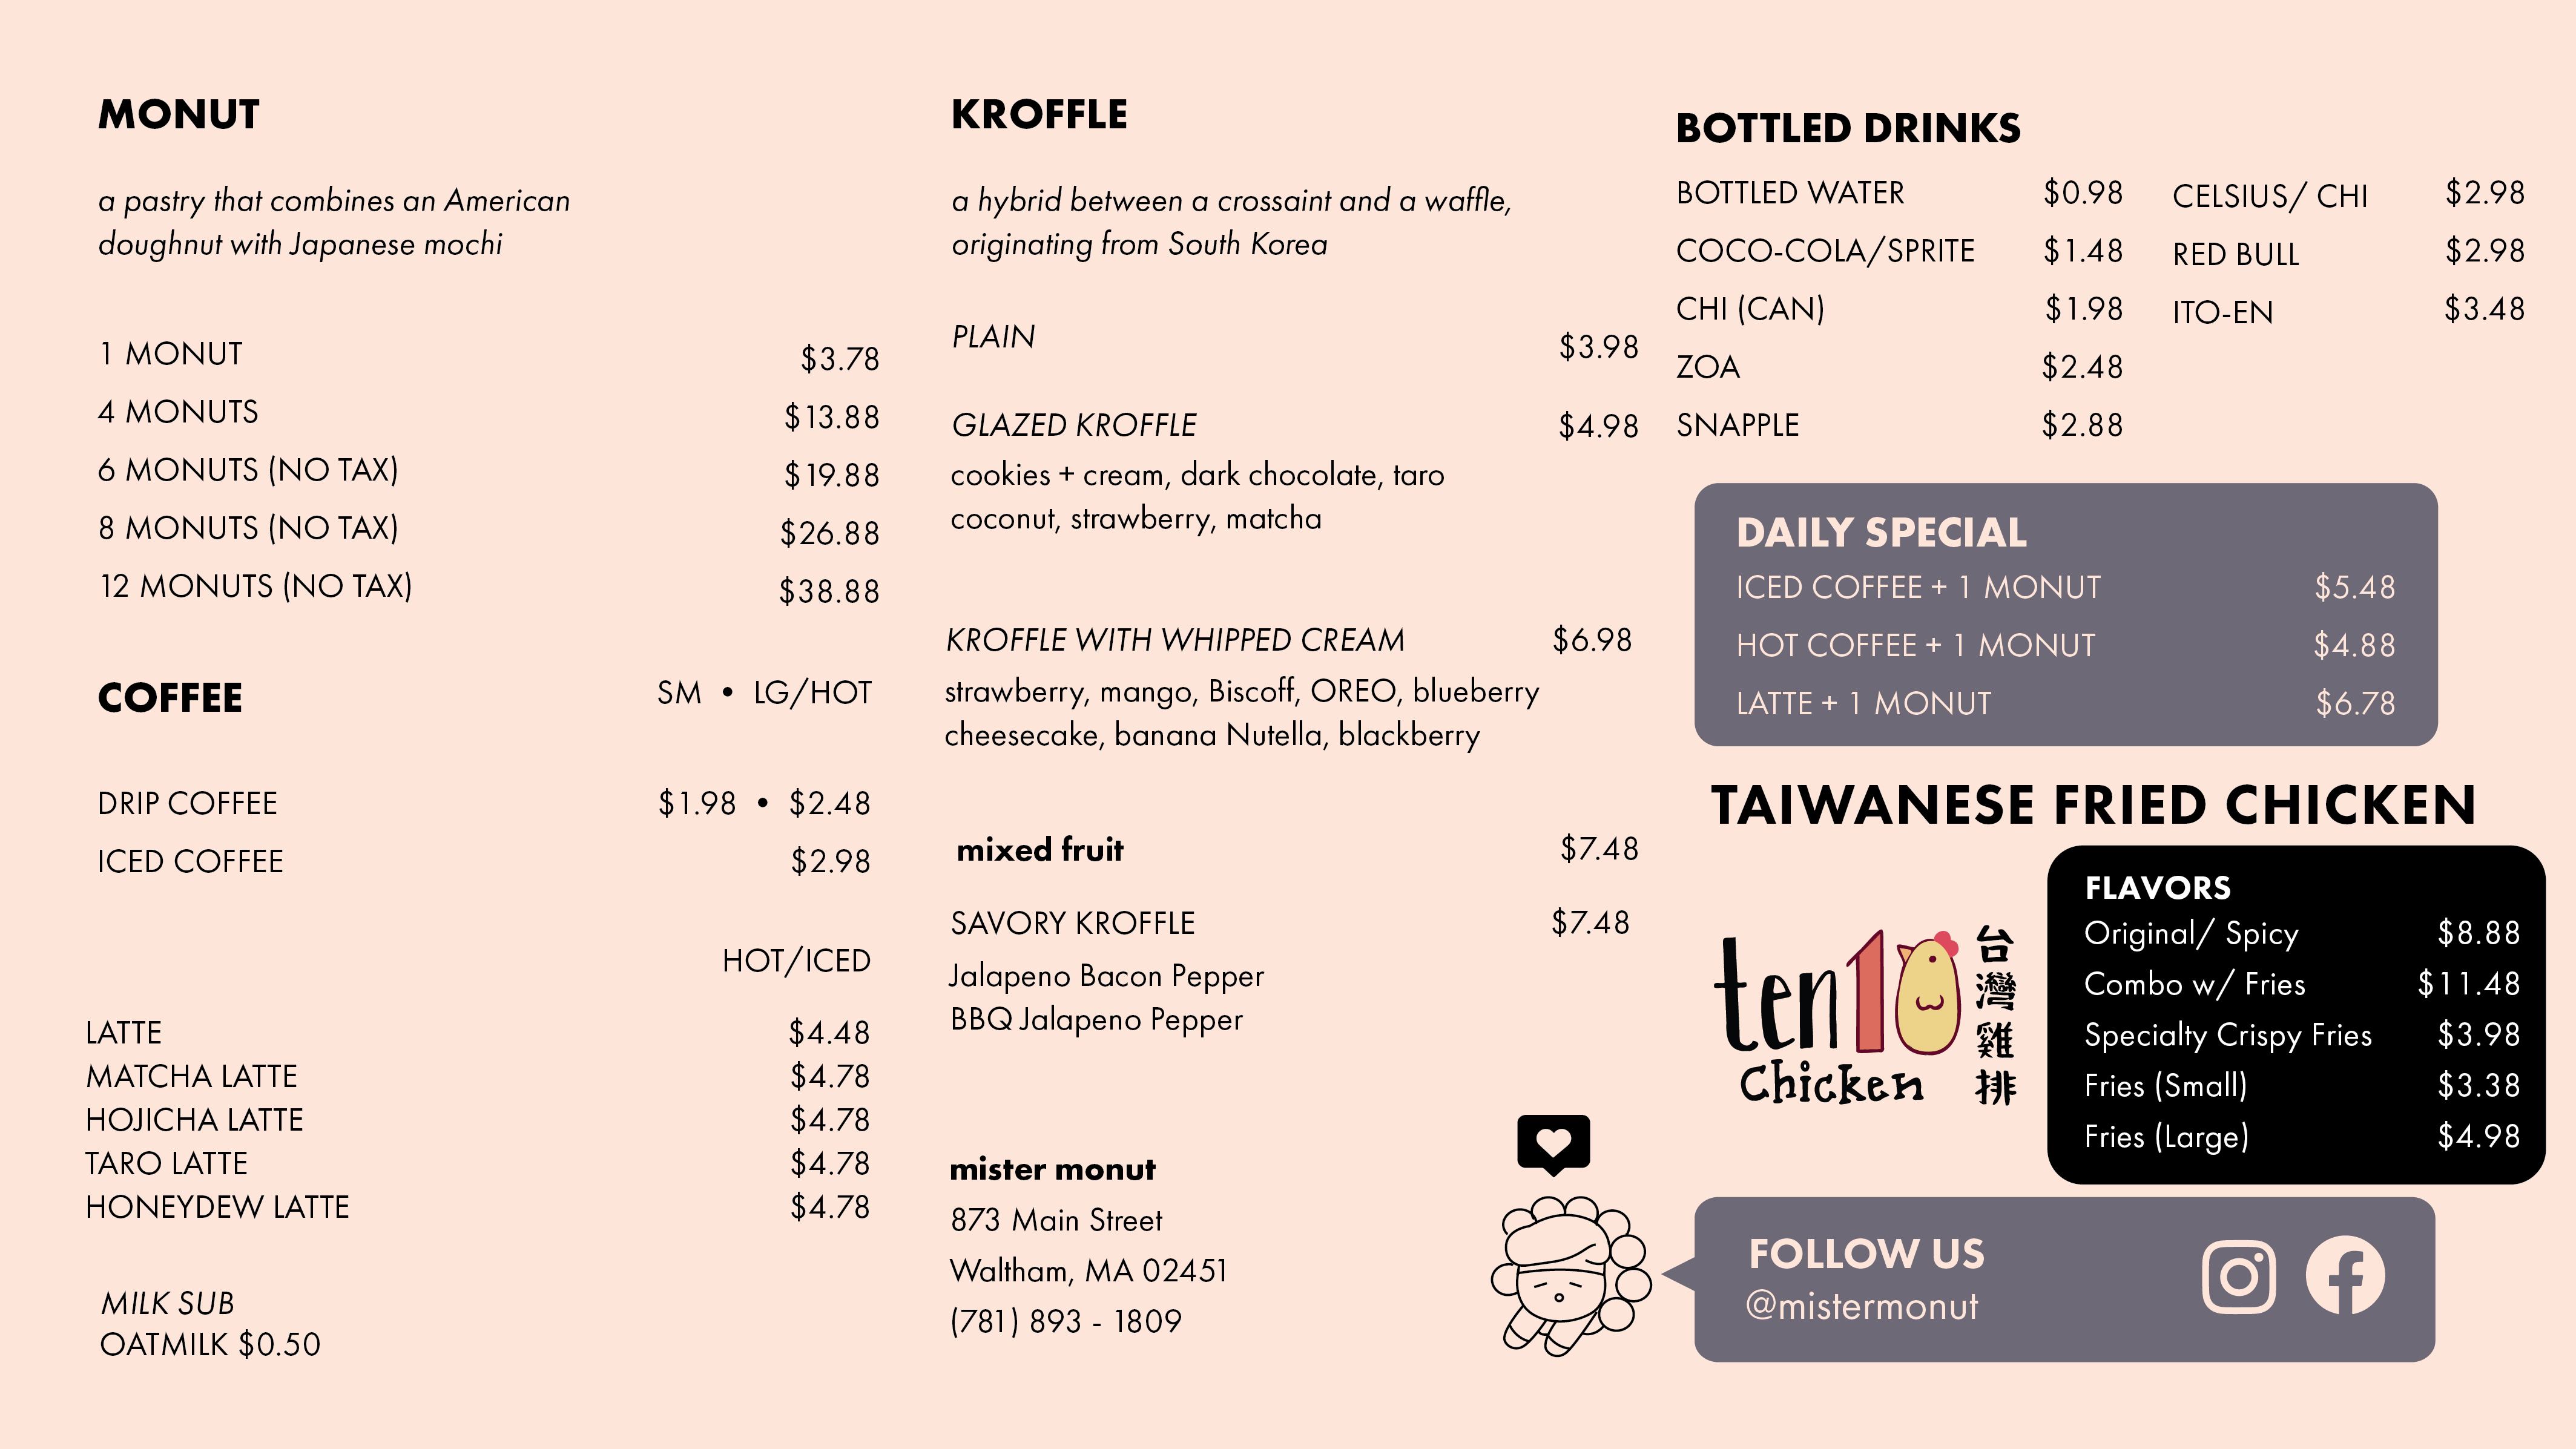 MONUT
a pastry that combines an American
doughnut with Japanese mochi
1 MONUT $3.78
4 MONUTS $13.88
6 MONUTS (NO TAX) $19.88
8 MONUTS (NO TAX) $26.88
12 MONUTS (NO TAX) $38.88
COFFEE SM • LG/HOT
DRIP COFFEE $1.98 • $2.48
ICED COFFEE $2.98
HOT/ICED
LATTE $4.48
MATCHA LATTE $4.78
HOJICHA LATTE $4.78
TARO LATTE $4.78
HONEYDEW LATTE $4.78
MILK SUB
OATMILK $0.50
KROFFLE
a hybrid between a crossaint and a waffle,
originating from South Korea
PLAIN $3.98
GLAZED KROFFLE $4.98
cookies + cream, dark chocolate, taro
coconut, strawberry, matcha
KROFFLE WITH WHIPPED CREAM $6.98
strawberry, mango, Biscoff, OREO, blueberry
cheesecake, banana Nutella, blackberry
mixed fruit $7.48
SAVORY KROFFLE $7.48
Jalapeno Bacon Pepper
BBQ Jalapeno Pepper
mister monut
873 Main Street
Waltham, MA 02451
(781) 893 - 1809
BOTTLED DRINKS
BOTTLED WATER $0.98
COCO-COLA/SPRITE $1.48
CHI (CAN) $1.98
ZOA $2.48
SNAPPLE $2.88
CELSIUS/ CHI $2.98
RED BULL $2.98
ITO-EN $3.48
DAILY SPECIAL
ICED COFFEE + 1 MONUT $5.48
HOT COFFEE + 1 MONUT $4.88
LATTE + 1 MONUT $6.78
TAIWANESE FRIED CHICKEN
ten10
Chicken
台灣雞排
FLAVORS
Original/ Spicy $8.88
Combo w/ Fries $11.48
Specialty Crispy Fries $3.98
Fries (Small) $3.38
Fries (Large) $4.98
FOLLOW US
@mistermonut